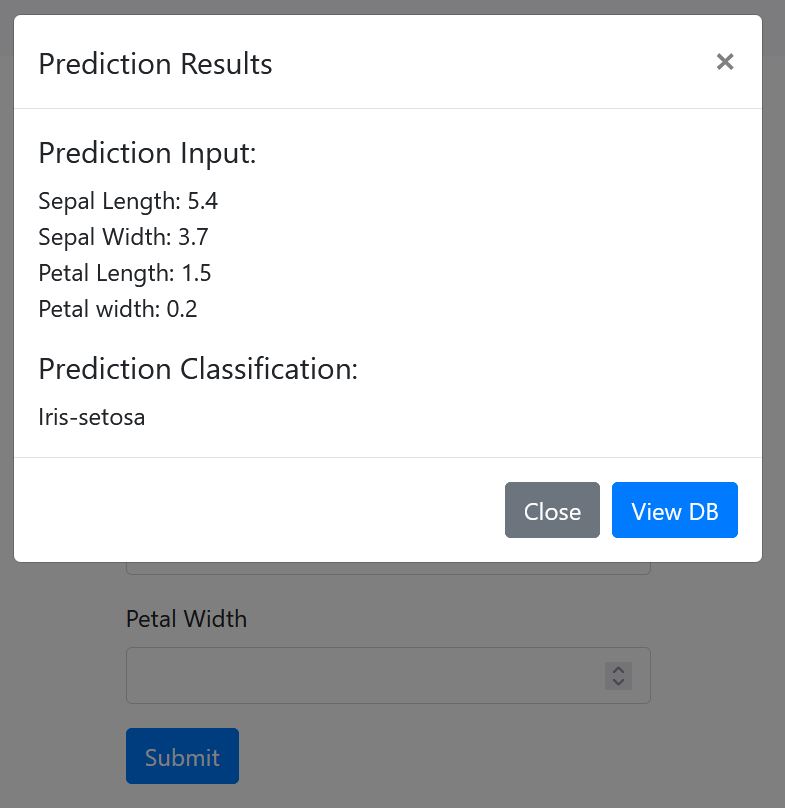 Prediction Results ×
Prediction Input:
Sepal Length: 5.4
Sepal Width: 3.7
Petal Length: 1.5
Petal width: 0.2
Prediction Classification:
Iris-setosa
Close View DB
Petal Width
Submit